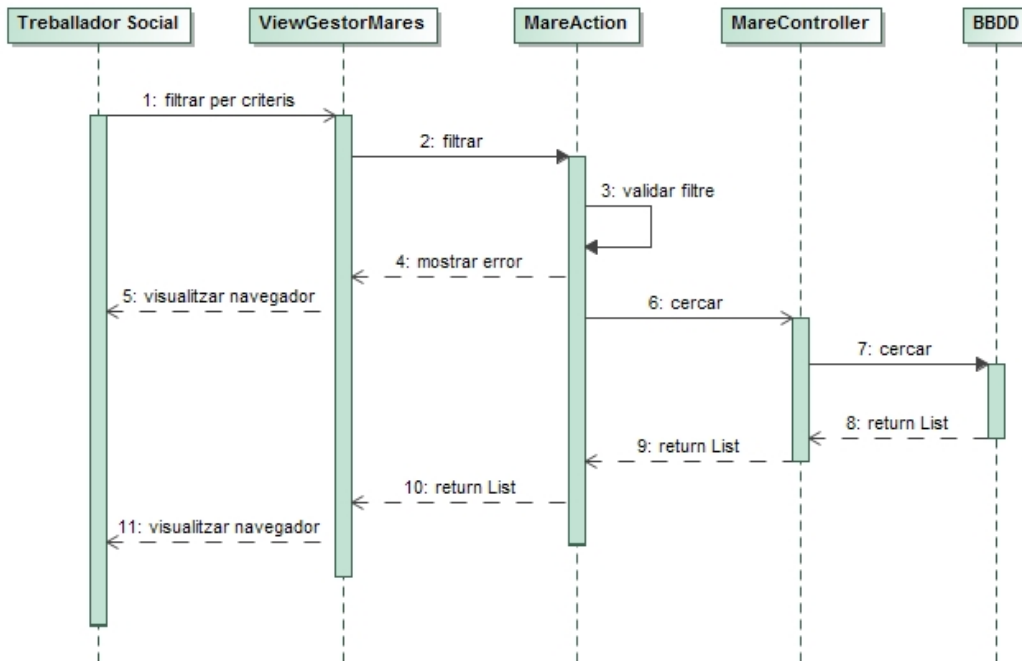 Treballador Social
ViewGestorMares
MareAction
MareController
BBDD
1: filtrar per criteris
2: filtrar
3: validar filtre
4: mostrar error
5: visualitzar navegador
6: cercar
7: cercar
8: return List
9: return List
10: return List
11: visualitzar navegador